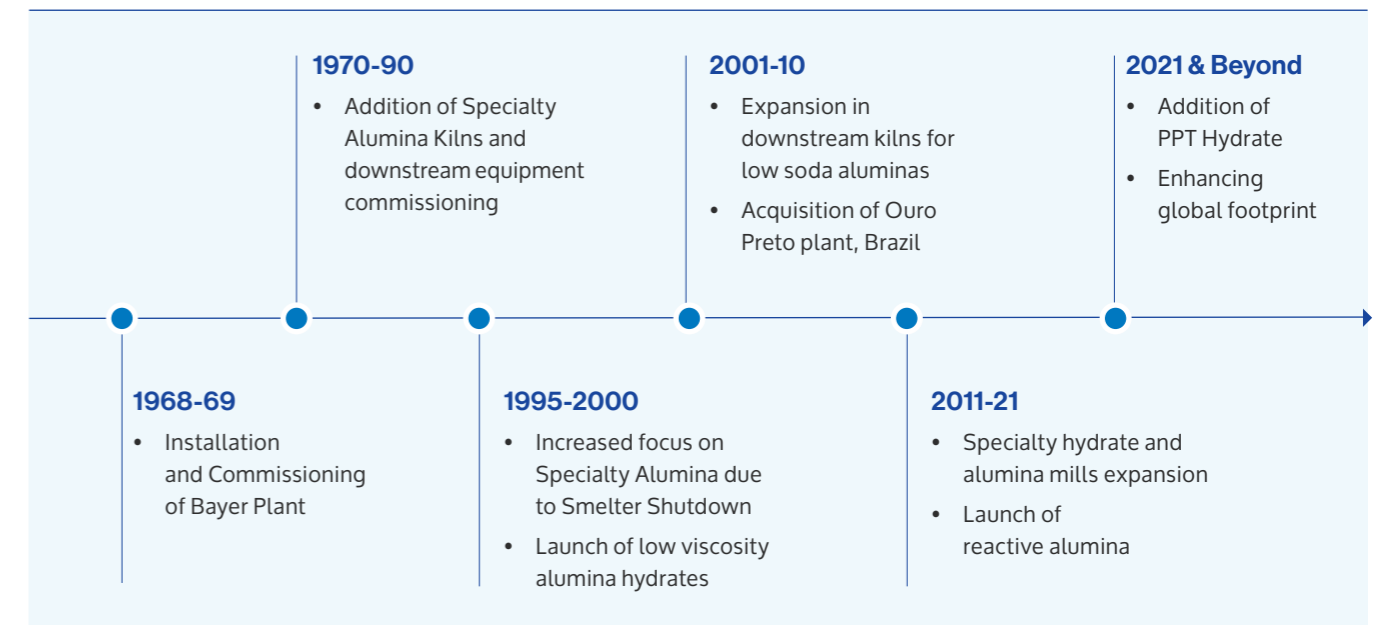 1970-90
• Addition of Specialty
Alumina Kilns and
downstream equipment
commissioning
2001-10
• Expansion in
downstream kilns for
low soda aluminas
• Acquisition of Ouro
Preto plant, Brazil
2021 & Beyond
• Addition of
PPT Hydrate
• Enhancing
global footprint
1968-69
• Installation
and Commissioning
of Bayer Plant
1995-2000
• Increased focus on
Specialty Alumina due
to Smelter Shutdown
• Launch of low viscosity
alumina hydrates
2011-21
• Specialty hydrate and
alumina mills expansion
• Launch of
reactive alumina